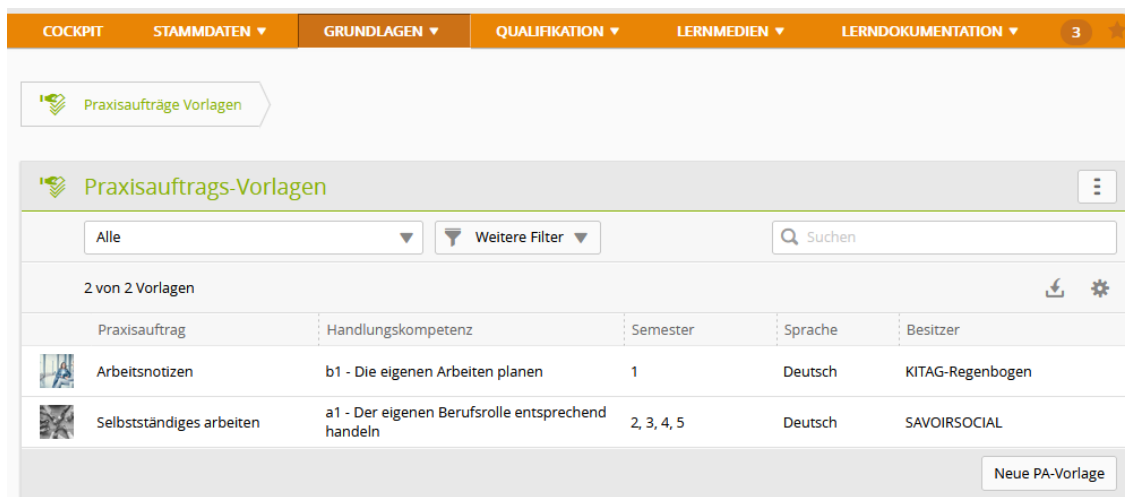 COCKPIT STAMMDATEN ▼ GRUNDLAGEN ▼ QUALIFIKATION ▼ LERNMEDIEN ▼ LERNDOKUMENTATION ▼ 3
Praxisaufträge Vorlagen
Praxisauftrags-Vorlagen
Alle ▼ Weitere Filter ▼ Suchen
2 von 2 Vorlagen
Praxisauftrag Handlungskompetenz Semester Sprache Besitzer
Arbeitsnotizen b1 - Die eigenen Arbeiten planen 1 Deutsch KITAG-Regenbogen
Selbstständiges arbeiten a1 - Der eigenen Berufsrolle entsprechend handeln 2, 3, 4, 5 Deutsch SAVOIRSOCIAL
Neue PA-Vorlage